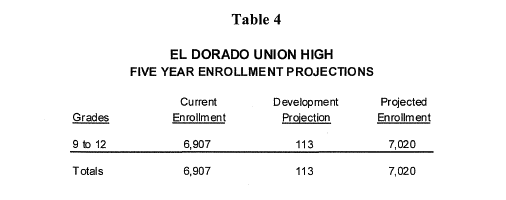 Table 4
EL DORADO UNION HIGH
FIVE YEAR ENROLLMENT PROJECTIONS
Current Development Projected
Grades Enrollment Projection Enrollment
9 to 12 6,907 113 7,020
Totals 6,907 113 7,020